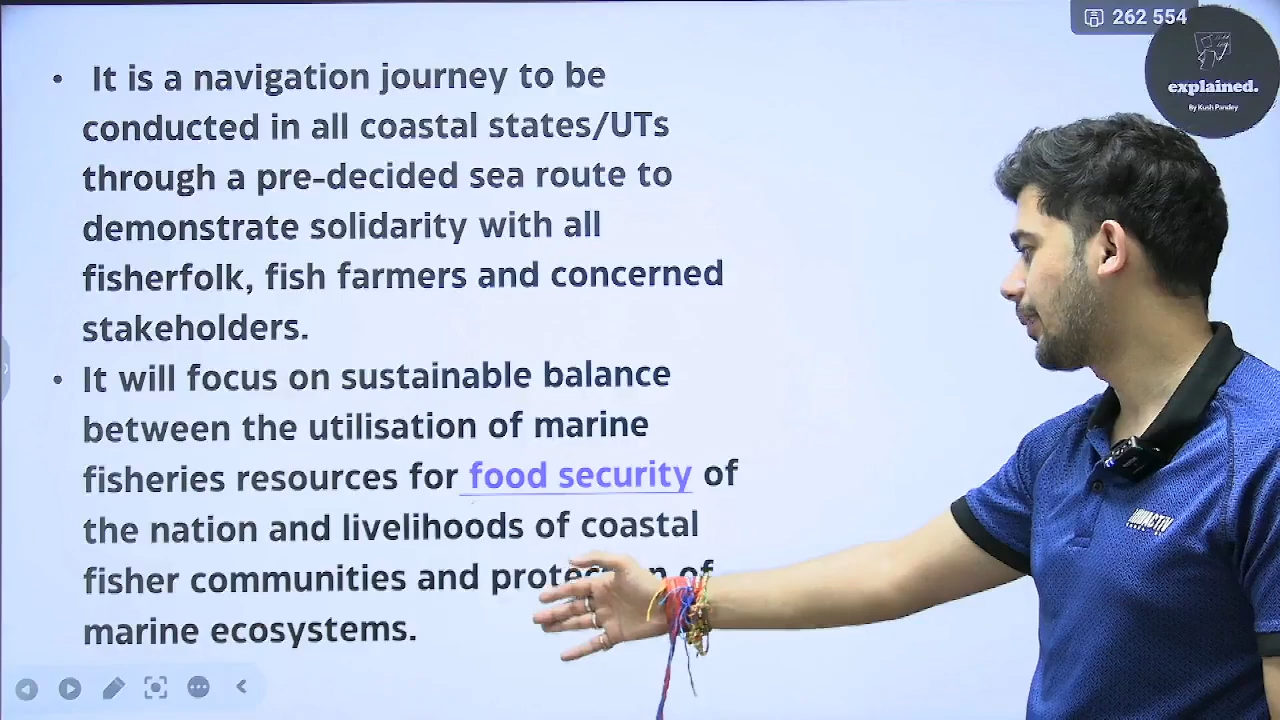 262 554
explained.
By Kush Pandey
• It is a navigation journey to be
conducted in all coastal states/UTs
through a pre-decided sea route to
demonstrate solidarity with all
fisherfolk, fish farmers and concerned
stakeholders.
• It will focus on sustainable balance
between the utilisation of marine
fisheries resources for food security of
the nation and livelihoods of coastal
fisher communities and of
marine ecosystems.